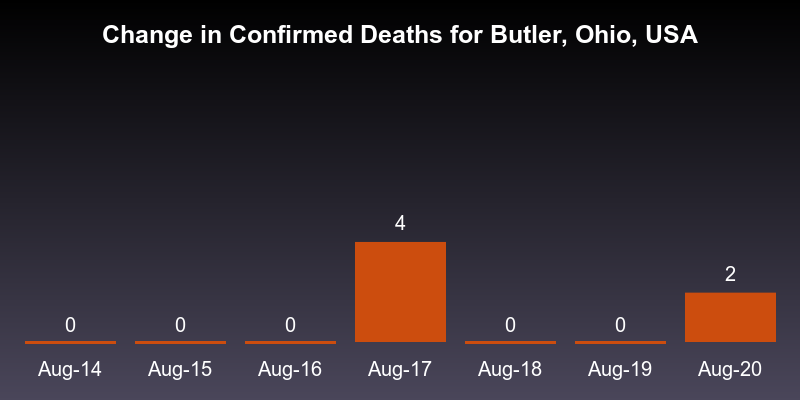 Change in Confirmed Deaths for Butler, Ohio, USA
4
2
0 0 0 0 0
Aug-14 Aug-15 Aug-16 Aug-17 Aug-18 Aug-19 Aug-20